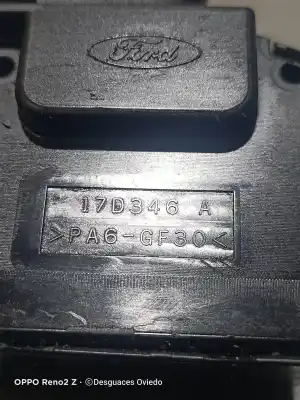 Ford
17D346 A
>PA6-GF30<
OPPO Reno2 Z · ©Desguaces Oviedo